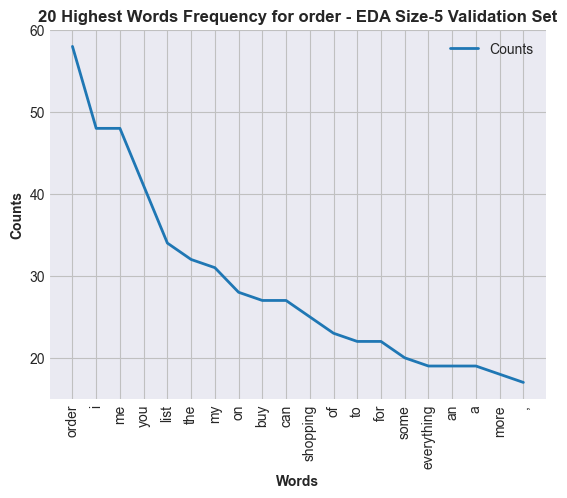 20 Highest Words Frequency for order - EDA Size-5 Validation Set
Counts
60
50
40
30
20
Counts
order
i
me
you
list
the
my
on
buy
can
shopping
of
to
for
some
everything
an
a
more
,
Words